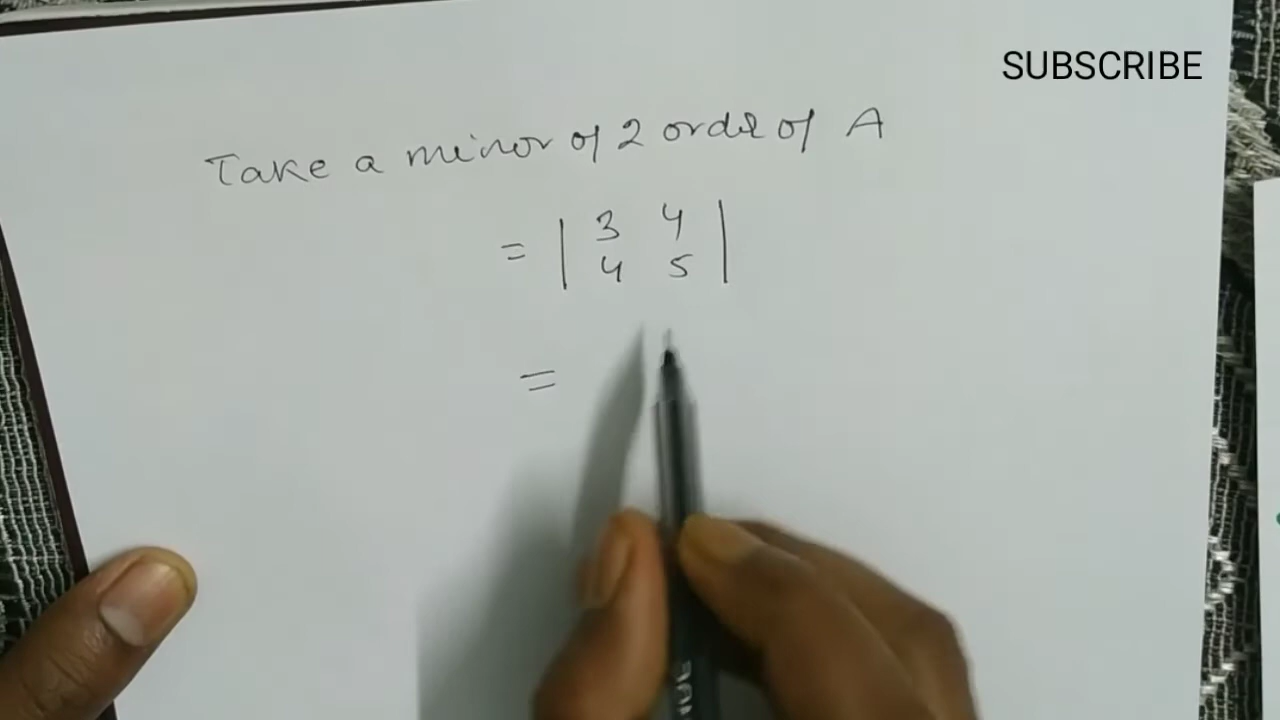 SUBSCRIBE
Take a minor of 2 order of A
= | 3 4 |
| 4 5 |
=